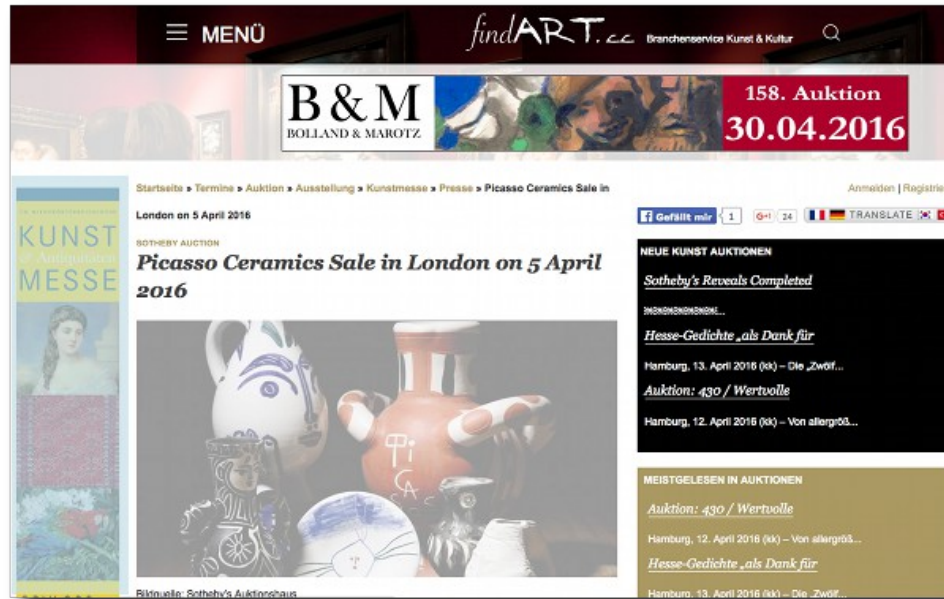 MENÜ
findART.cc Branchenservice Kunst & Kultur
B & M
BOLLAND & MAROTZ
158. Auktion
30.04.2016
KUNST
& Antiquitäten
MESSE
Startseite » Termine » Auktion » Ausstellung » Kunstmesse » Presse » Picasso Ceramics Sale in
London on 5 April 2016
SOTHEBY AUCTION
Picasso Ceramics Sale in London on 5 April
2016
Bildquelle: Sotheby's Auktionshaus
Anmelden | Registrie
Gefällt mir 1 G+1 24 TRANSLATE
NEUE KUNST AUKTIONEN
Sotheby's Reveals Completed
Hesse-Gedichte „als Dank für
Hamburg, 13. April 2016 (kk) – Die „Zwölf...
Auktion: 430 / Wertvolle
Hamburg, 12. April 2016 (kk) – Von allergröß...
MEISTGELESEN IN AUKTIONEN
Auktion: 430 / Wertvolle
Hamburg, 12. April 2016 (kk) – Von allergröß...
Hesse-Gedichte „als Dank für
Hamburg, 13. April 2016 (kk) – Die „Zwölf...